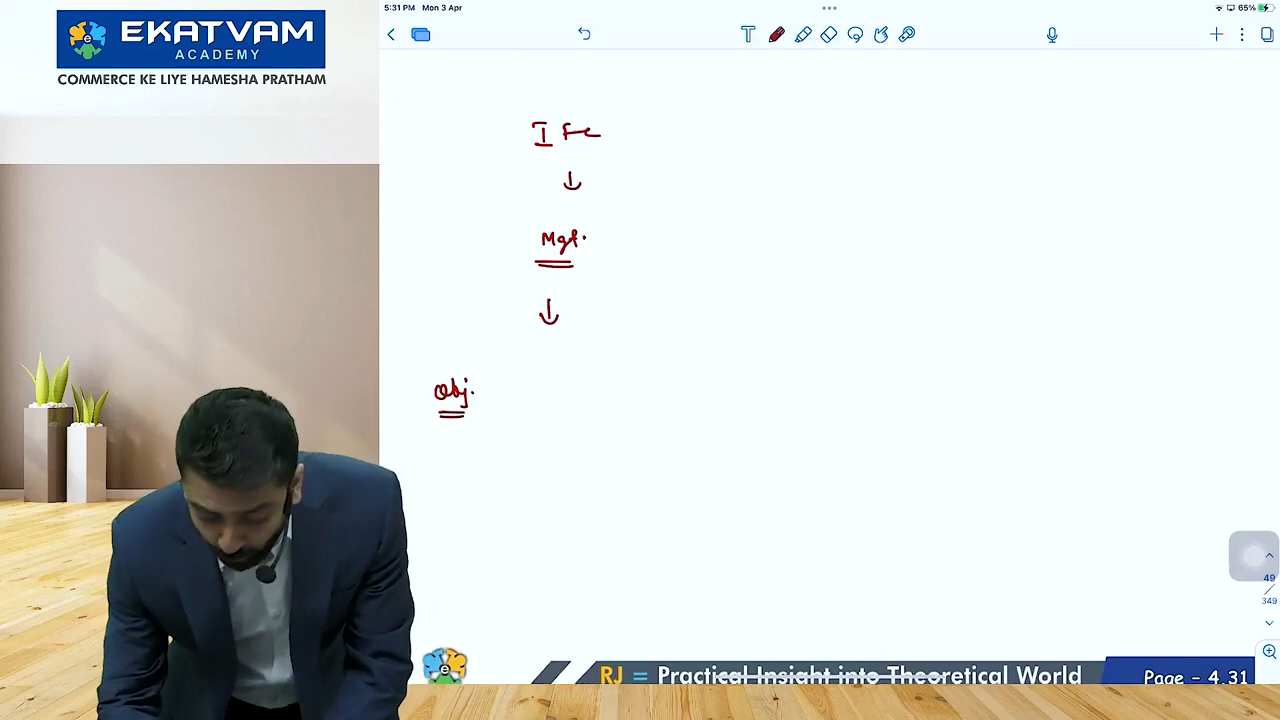 EKATVAM
ACADEMY
COMMERCE KE LIYE HAMESHA PRATHAM
5:31 PM Mon 3 Apr
65%
T
I Fc
Mgt.
Obj.
49
349
RJ = Practical Insight into Theoretical World
Page - 4.31